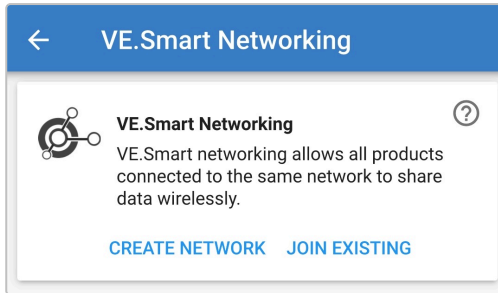 VE.Smart Networking
VE.Smart Networking
VE.Smart networking allows all products
connected to the same network to share
data wirelessly.
CREATE NETWORK JOIN EXISTING